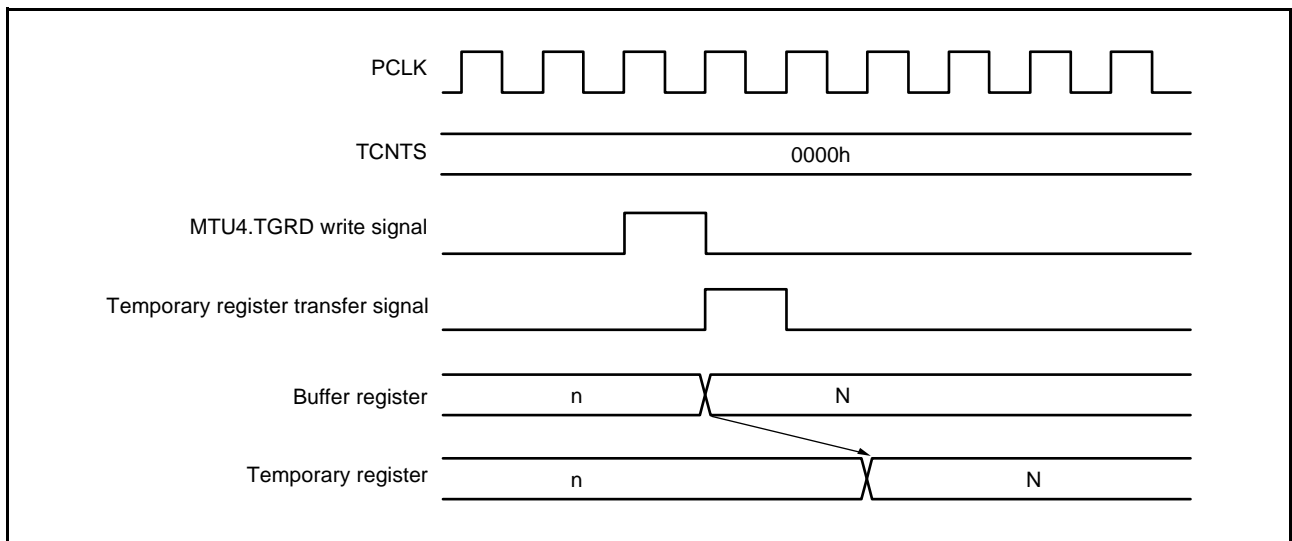 PCLK
TCNTS
0000h
MTU4.TGRD write signal
Temporary register transfer signal
Buffer register
n
N
Temporary register
n
N